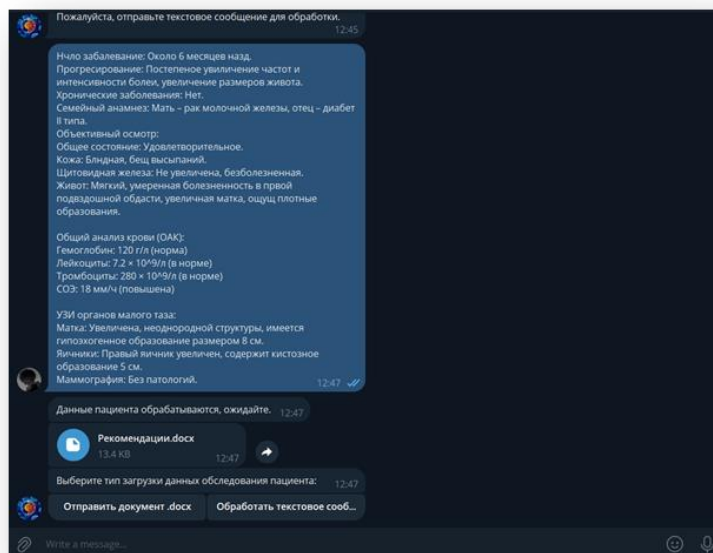 Пожалуйста, отправьте текстовое сообщение для обработки.
12:45
Нчло забалевание: Около 6 месяцев назд.
Прогресирование: Постепеное увиличение частот и
интенсивности болеи, увеличение размеров живота.
Хронические заболевания: Нет.
Семейный анамнез: Мать – рак молочной железы, отец – диабет
II типа.
Объективный осмотр:
Общее состояние: Удовлетворительное.
Кожа: Блндная, бещ высыпаний.
Щитовидная железа: Не увеличена, безболезненная.
Живот: Мягкий, умеренная болезненность в првой
подвздошной обдасти, увеличная матка, ощущ плотные
образования.
Общий анализ крови (ОАК):
Гемоглобин: 120 г/л (норма)
Лейкоциты: 7.2 × 10^9/л (в норме)
Тромбоциты: 280 × 10^9/л (в норме)
СОЭ: 18 мм/ч (повышена)
УЗИ органов малого таза:
Матка: Увеличена, неоднородной структуры, имеется
гипоэхогенное образование размером 8 см.
Яичники: Правый яичник увеличен, содержит кистозное
образование 5 см.
Маммография: Без патологий.
12:47
Данные пациента обрабатываются, ожидайте. 12:47
Рекомендации.docx
13.4 KB 12:47
Выберите тип загрузки данных обследования пациента: 12:47
Отправить документ .docx Обработать текстовое сооб...
Write a message...